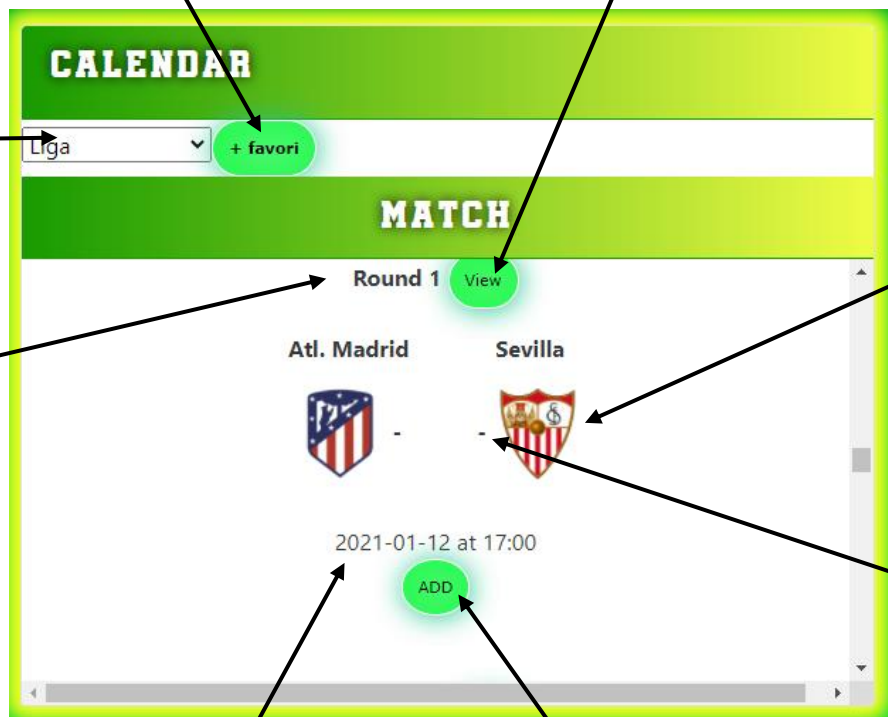 CALENDAR
Liga + favori
MATCH
Round 1 View
Atl. Madrid Sevilla
- -
2021-01-12 at 17:00
ADD